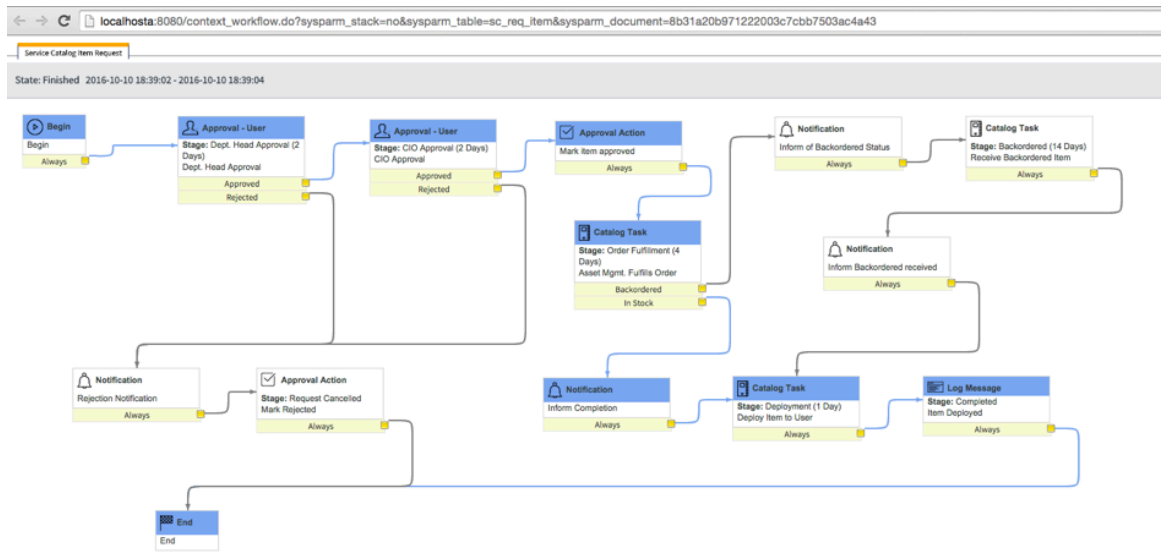 localhosta:8080/context_workflow.do?sysparm_stack=no&sysparm_table=sc_req_item&sysparm_document=8b31a20b971222003c7cbb7503ac4a43
Service Catalog Item Request
State: Finished 2016-10-10 18:39:02 - 2016-10-10 18:39:04
Begin
Begin
Always
Approval - User
Stage: Dept. Head Approval (2
Days)
Dept. Head Approval
Approved
Rejected
Approval - User
Stage: CIO Approval (2 Days)
CIO Approval
Approved
Rejected
Approval Action
Mark item approved
Always
Notification
Inform of Backordered Status
Always
Catalog Task
Stage: Backordered (14 Days)
Receive Backordered Item
Always
Catalog Task
Stage: Order Fulfillment (4
Days)
Asset Mgmt. Fulfills Order
Backordered
In Stock
Notification
Inform Backordered received
Always
Notification
Rejection Notification
Always
Approval Action
Stage: Request Cancelled
Mark Rejected
Always
Notification
Inform Completion
Always
Catalog Task
Stage: Deployment (1 Day)
Deploy Item to User
Always
Log Message
Stage: Completed
Item Deployed
Always
End
End